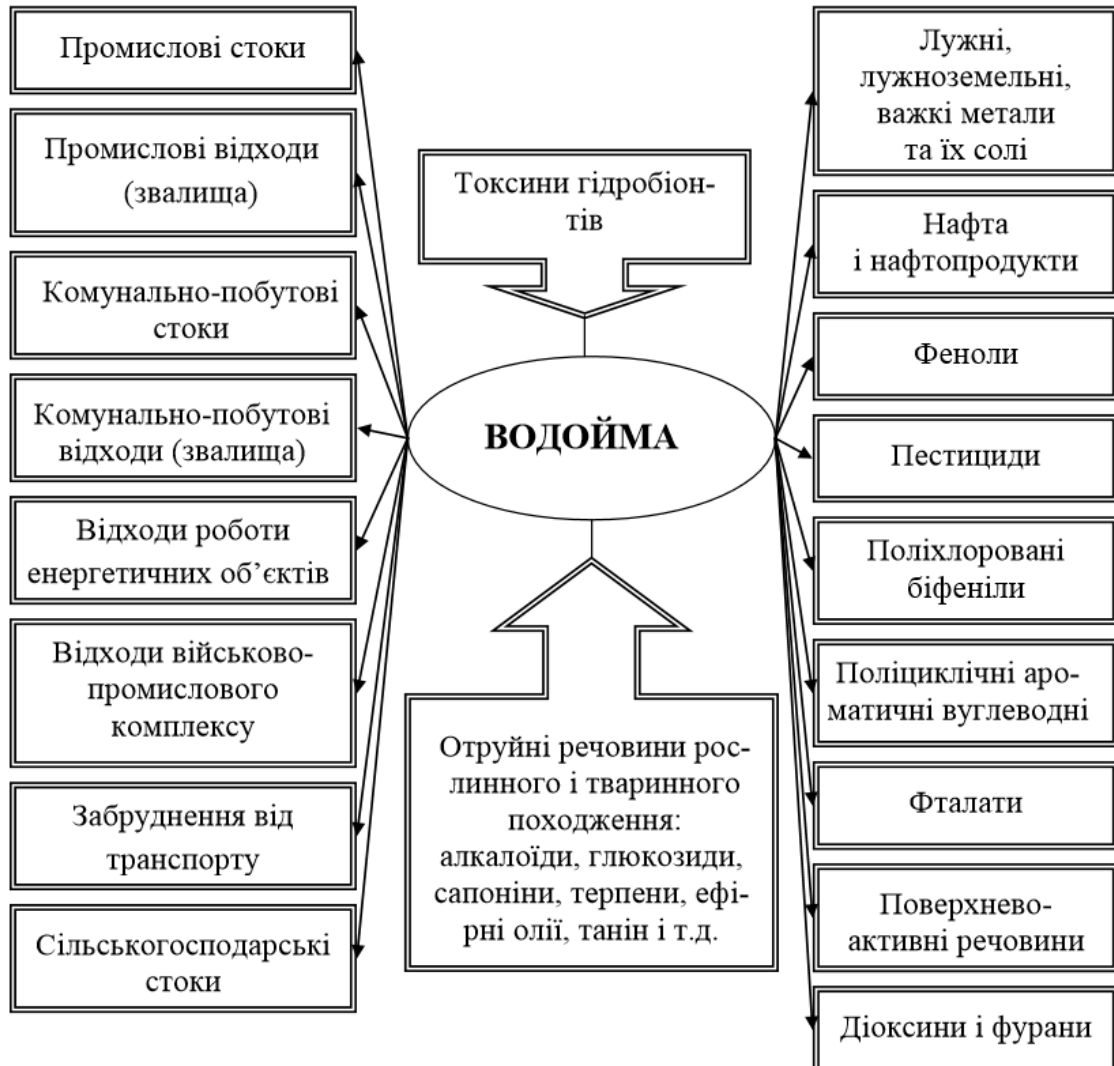 Промислові стоки
Промислові відходи
(звалища)
Комунально-побутові
стоки
Комунально-побутові
відходи (звалища)
Відходи роботи
енергетичних об’єктів
Відходи військово-
промислового
комплексу
Забруднення від
транспорту
Сільськогосподарські
стоки
Токсини гідробіон-
тів
ВОДОЙМА
Отруйні речовини рос-
линного і тваринного
походження:
алкалоїди, глюкозиди,
сапоніни, терпени, ефі-
рні олії, танін і т.д.
Лужні,
лужноземельні,
важкі метали
та їх солі
Нафта
і нафтопродукти
Феноли
Пестициди
Поліхлоровані
біфеніли
Поліциклічні аро-
матичні вуглеводні
Фталати
Поверхнево-
активні речовини
Діоксини і фурани